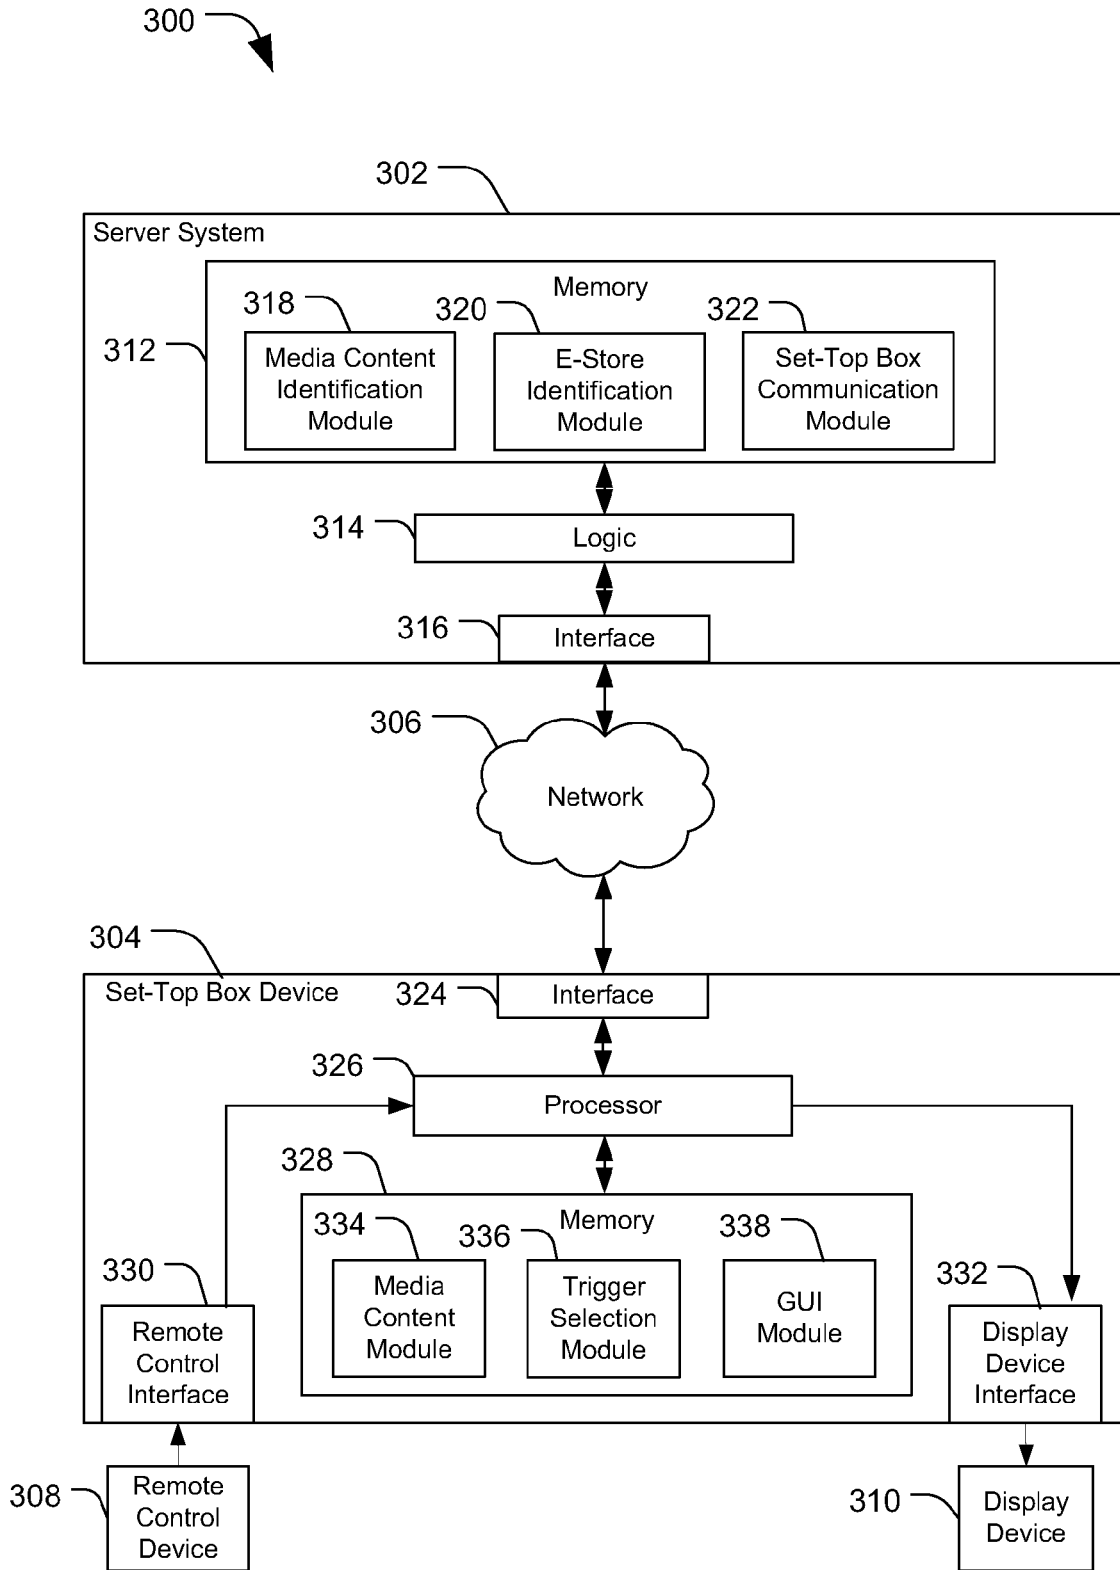 300
302
Server System
Memory
318
320
322
312
Media Content
Identification
Module
E-Store
Identification
Module
Set-Top Box
Communication
Module
314
Logic
316
Interface
306
Network
304
Set-Top Box Device
324
Interface
326
Processor
328
Memory
334
336
338
Media
Content
Module
Trigger
Selection
Module
GUI
Module
330
Remote
Control
Interface
332
Display
Device
Interface
308
Remote
Control
Device
310
Display
Device